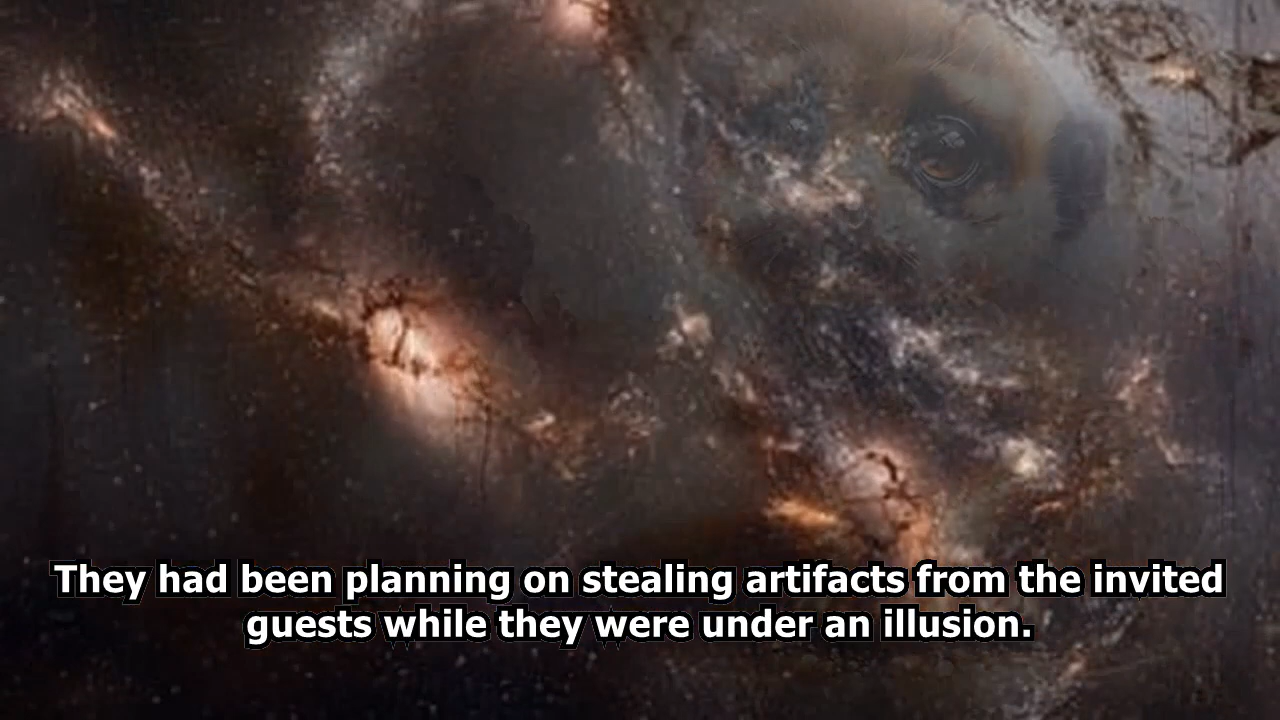 They had been planning on stealing artifacts from the invited
guests while they were under an illusion.